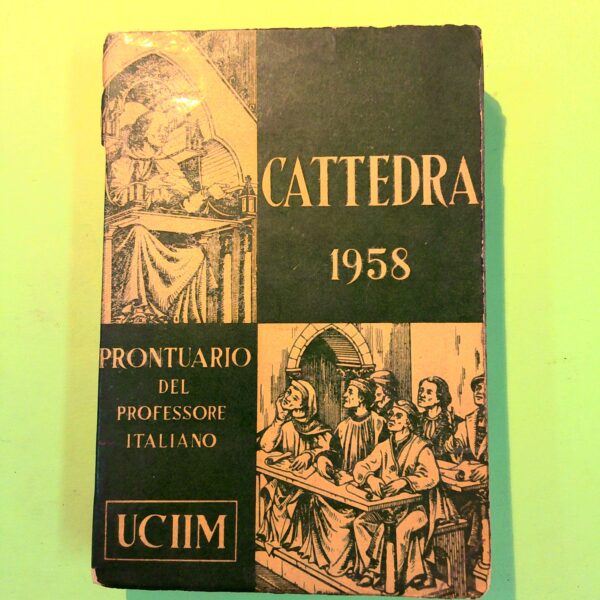 CATTEDRA
1958
PRONTUARIO
DEL
PROFESSORE
ITALIANO
UCIIM